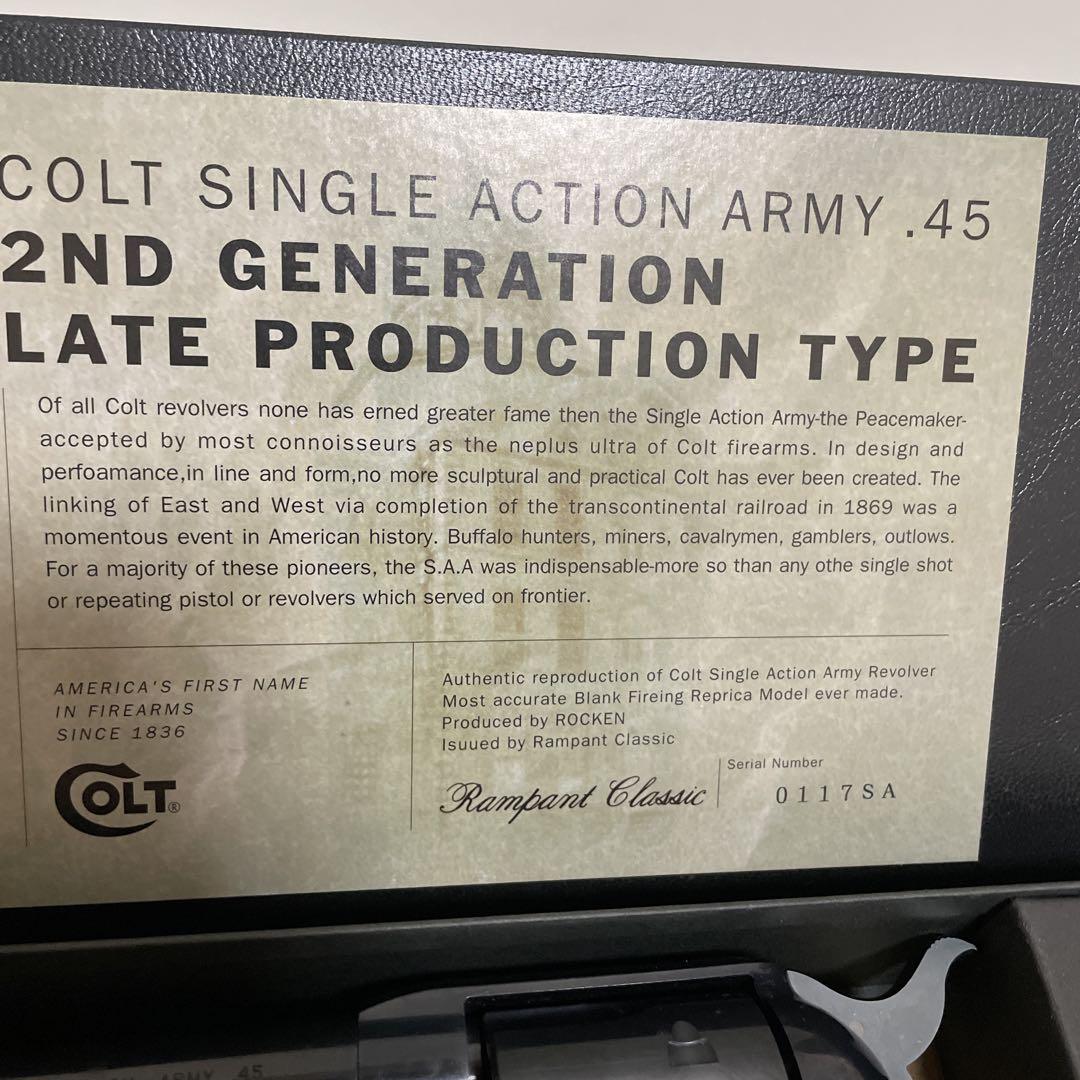 COLT SINGLE ACTION ARMY .45
2ND GENERATION
LATE PRODUCTION TYPE
Of all Colt revolvers none has erned greater fame then the Single Action Army-the Peacemaker-
accepted by most connoisseurs as the neplus ultra of Colt firearms. In design and
perfoamance,in line and form,no more sculptural and practical Colt has ever been created. The
linking of East and West via completion of the transcontinental railroad in 1869 was a
momentous event in American history. Buffalo hunters, miners, cavalrymen, gamblers, outlows.
For a majority of these pioneers, the S.A.A was indispensable-more so than any othe single shot
or repeating pistol or revolvers which served on frontier.
AMERICA'S FIRST NAME
IN FIREARMS
SINCE 1836
COLT®
Authentic reproduction of Colt Single Action Army Revolver
Most accurate Blank Fireing Reprica Model ever made.
Produced by ROCKEN
Isuued by Rampant Classic
Rampant Classic
Serial Number
0117SA
ARMY .45